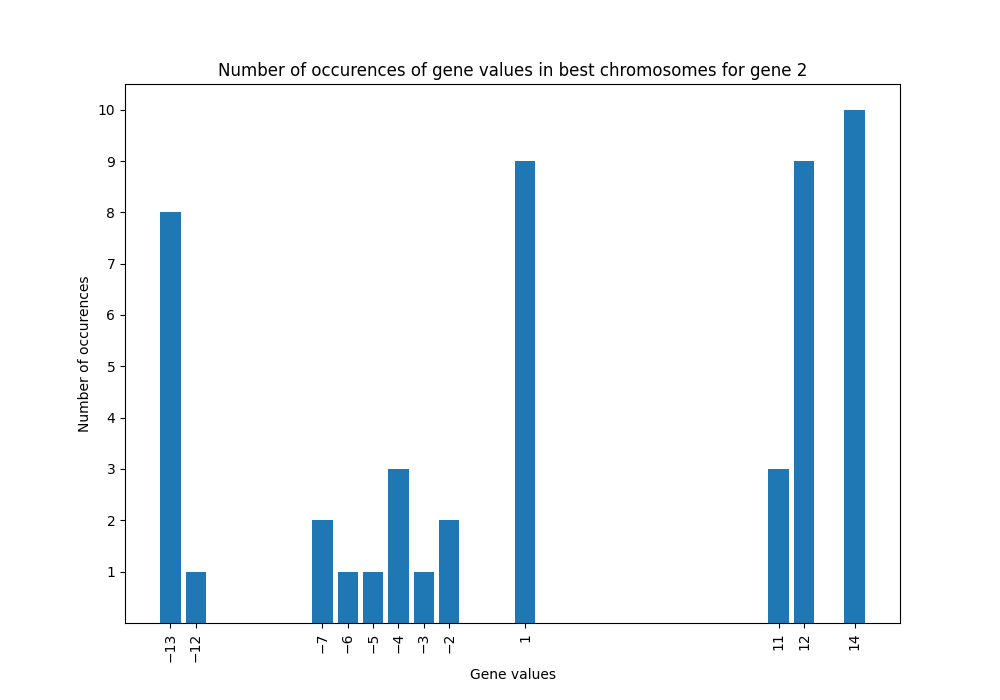 Number of occurences of gene values in best chromosomes for gene 2
10
9
8
7
6
5
4
3
2
1
Number of occurences
−13 −12 −7 −6 −5 −4 −3 −2 1 11 12 14
Gene values